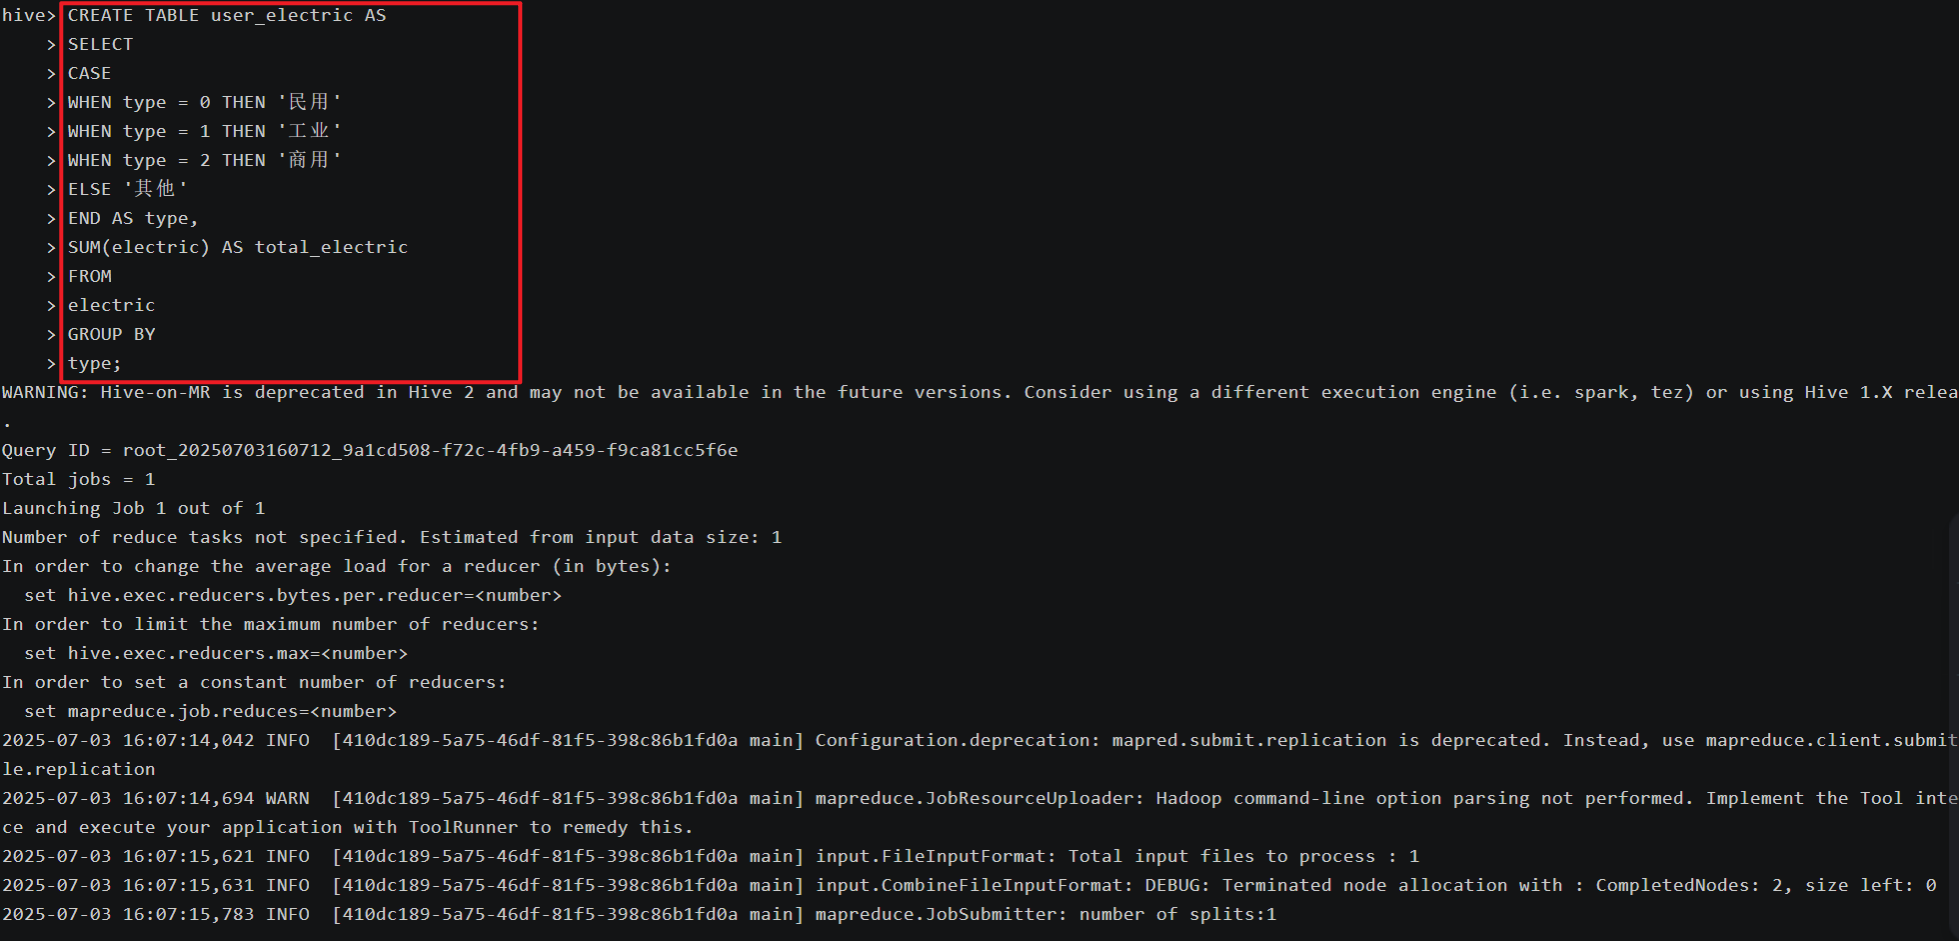 hive> CREATE TABLE user_electric AS
    > SELECT
    > CASE
    > WHEN type = 0 THEN '民用'
    > WHEN type = 1 THEN '工业'
    > WHEN type = 2 THEN '商用'
    > ELSE '其他'
    > END AS type,
    > SUM(electric) AS total_electric
    > FROM
    > electric
    > GROUP BY
    > type;
WARNING: Hive-on-MR is deprecated in Hive 2 and may not be available in the future versions. Consider using a different execution engine (i.e. spark, tez) or using Hive 1.X relea
.
Query ID = root_20250703160712_9a1cd508-f72c-4fb9-a459-f9ca81cc5f6e
Total jobs = 1
Launching Job 1 out of 1
Number of reduce tasks not specified. Estimated from input data size: 1
In order to change the average load for a reducer (in bytes):
  set hive.exec.reducers.bytes.per.reducer=<number>
In order to limit the maximum number of reducers:
  set hive.exec.reducers.max=<number>
In order to set a constant number of reducers:
  set mapreduce.job.reduces=<number>
2025-07-03 16:07:14,042 INFO  [410dc189-5a75-46df-81f5-398c86b1fd0a main] Configuration.deprecation: mapred.submit.replication is deprecated. Instead, use mapreduce.client.submit
le.replication
2025-07-03 16:07:14,694 WARN  [410dc189-5a75-46df-81f5-398c86b1fd0a main] mapreduce.JobResourceUploader: Hadoop command-line option parsing not performed. Implement the Tool inte
ce and execute your application with ToolRunner to remedy this.
2025-07-03 16:07:15,621 INFO  [410dc189-5a75-46df-81f5-398c86b1fd0a main] input.FileInputFormat: Total input files to process : 1
2025-07-03 16:07:15,631 INFO  [410dc189-5a75-46df-81f5-398c86b1fd0a main] input.CombineFileInputFormat: DEBUG: Terminated node allocation with : CompletedNodes: 2, size left: 0
2025-07-03 16:07:15,783 INFO  [410dc189-5a75-46df-81f5-398c86b1fd0a main] mapreduce.JobSubmitter: number of splits:1